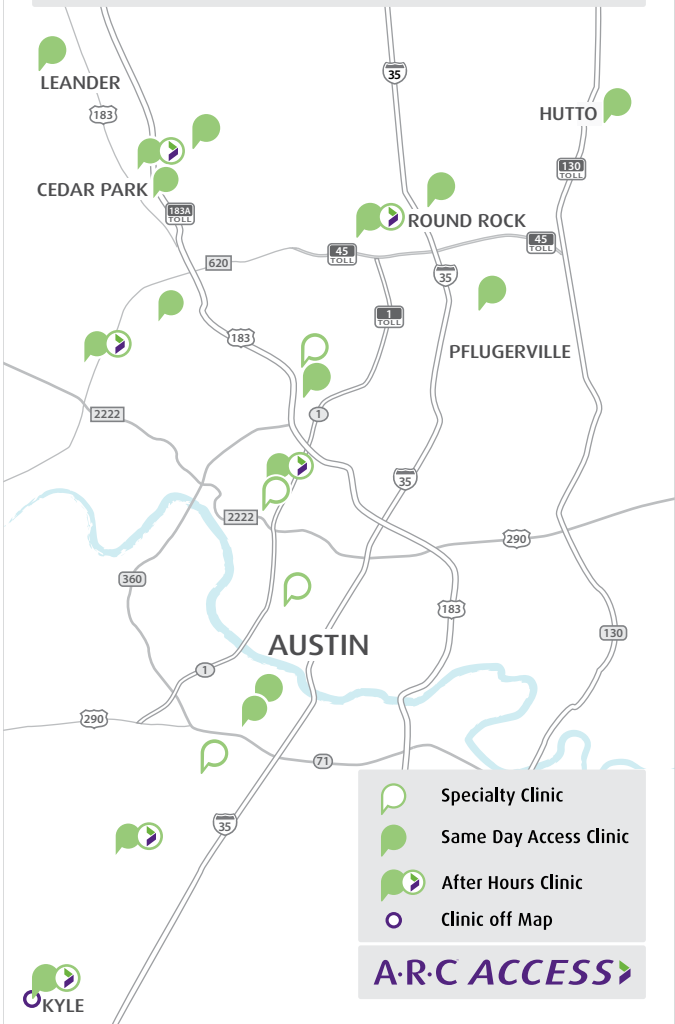 35
LEANDER
183
HUTTO
130
TOLL
CEDAR PARK
183A
TOLL
ROUND ROCK
45
TOLL
45
TOLL
620
35
1
TOLL
183
PFLUGERVILLE
2222
1
35
2222
290
360
183
130
AUSTIN
1
290
71
35
Specialty Clinic
Same Day Access Clinic
After Hours Clinic
Clinic off Map
A·R·C ACCESS
KYLE